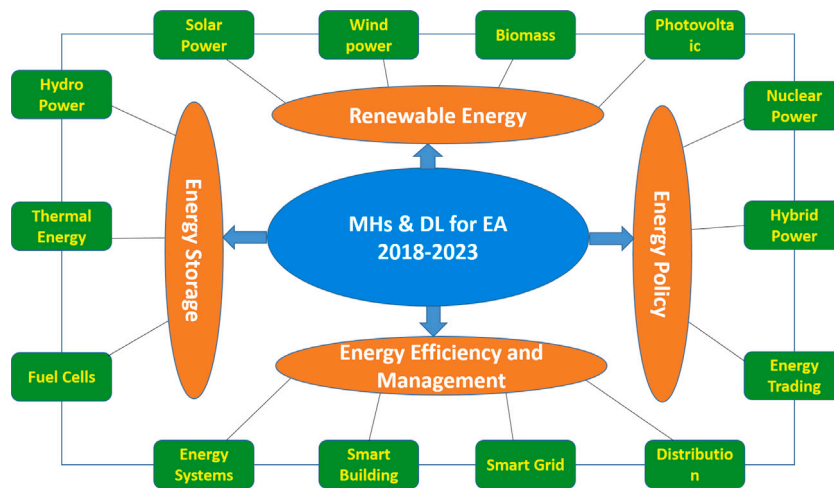 Solar
Power
Wind
power
Biomass
Photovolta
ic
Hydro
Power
Renewable Energy
Nuclear
Power
Thermal
Energy
Energy Storage
MHs & DL for EA
2018-2023
Energy Policy
Hybrid
Power
Fuel Cells
Energy Efficiency and
Management
Energy
Trading
Energy
Systems
Smart
Building
Smart Grid
Distributio
n